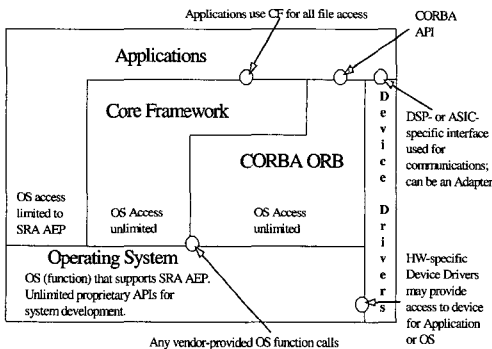 Applications use CF for all file access
CORBA
API
Applications
Core Framework
CORBA ORB
Device Drivers
DSP- or ASIC-
specific interface
used for
communications;
can be an Adapter
OS access
limited to
SRA AEP
OS Access
unlimited
OS Access
unlimited
Operating System
OS (function) that supports SRA AEP.
Unlimited proprietary APIs for
system development.
HW-specific
Device Drivers
may provide
access to device
for Application
or OS
Any vendor-provided OS function calls